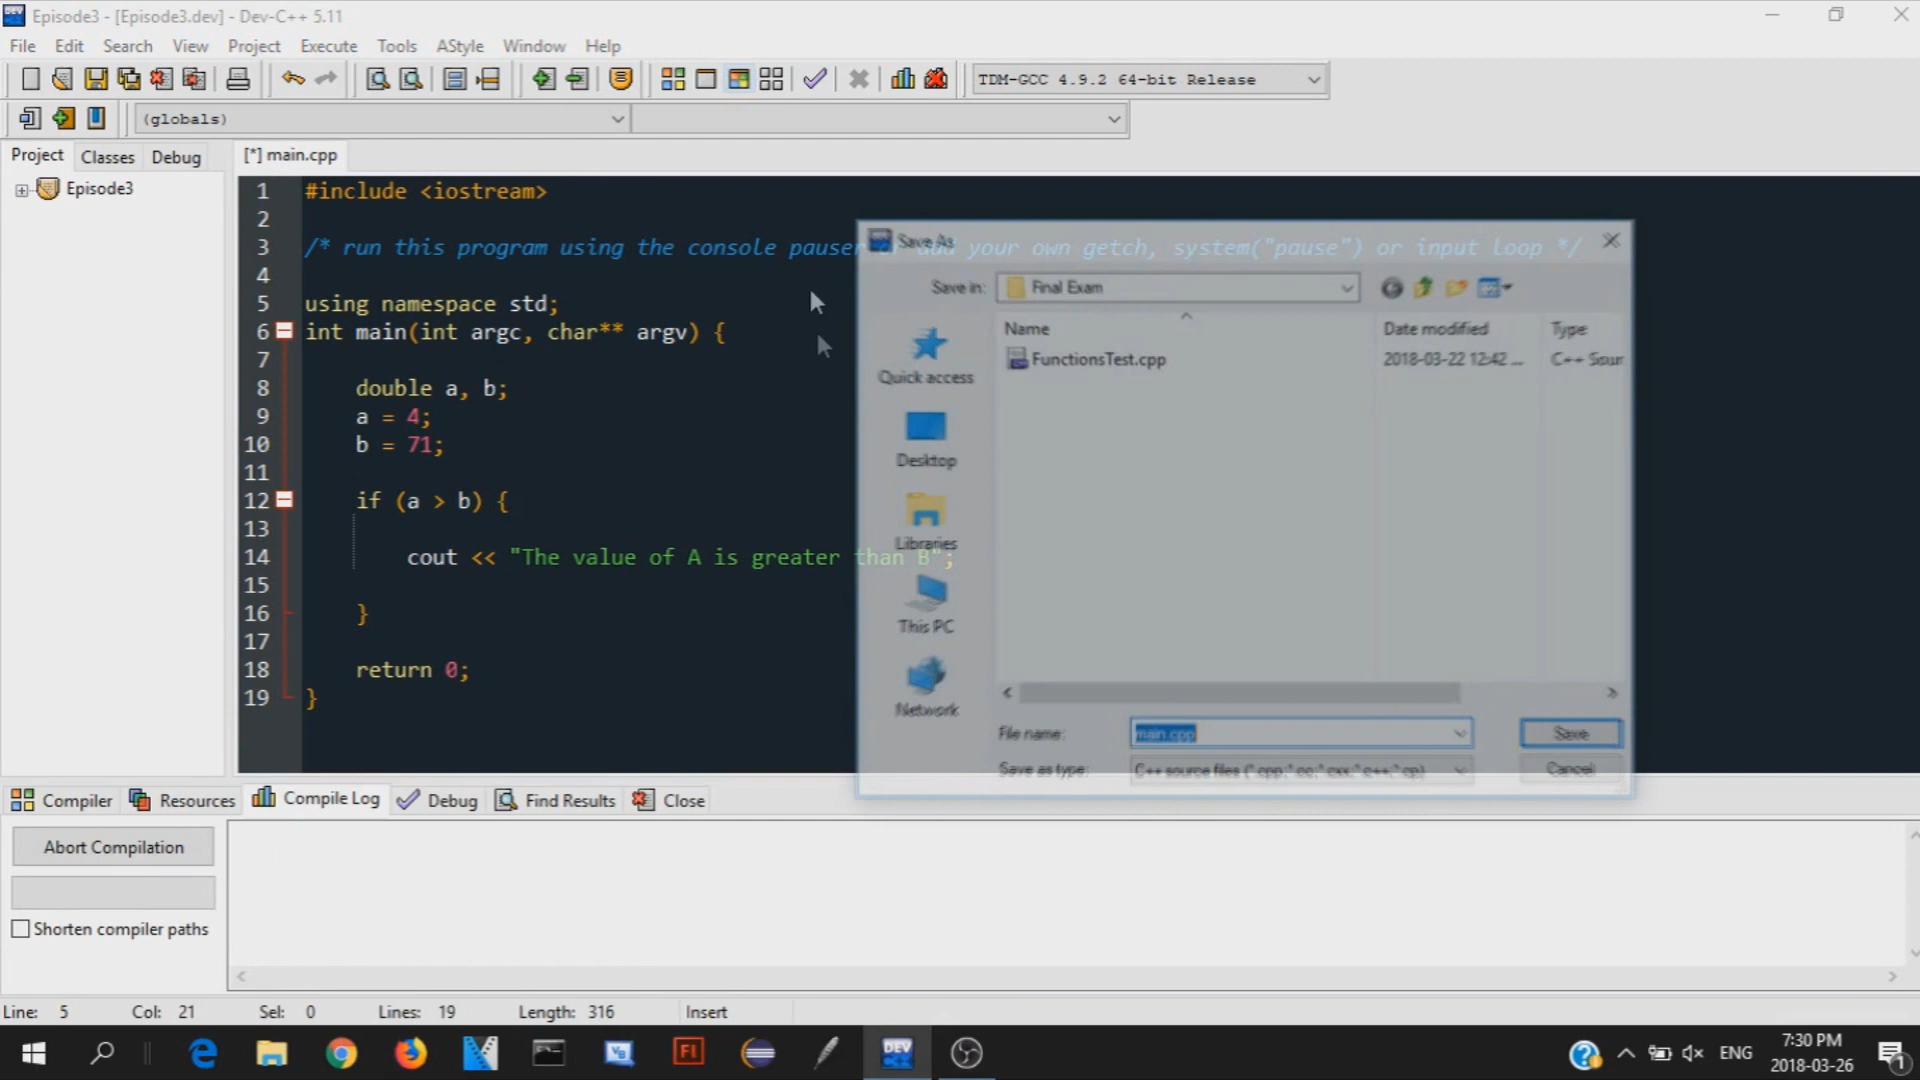 Episode3 - [Episode3.dev] - Dev-C++ 5.11
File Edit Search View Project Execute Tools AStyle Window Help
TDM-GCC 4.9.2 64-bit Release
(globals)
Project Classes Debug
[*] main.cpp
Episode3
1 #include <iostream>
2
3 /* run this program using the console pauser or add your own getch, system("pause") or input loop */
4
5 using namespace std;
6 int main(int argc, char** argv) {
7
8 double a, b;
9 a = 4;
10 b = 71;
11
12 if (a > b) {
13
14 cout << "The value of A is greater than B";
15
16 }
17
18 return 0;
19 }
Save As
Save in: Final Exam
Name Date modified Type
FunctionsTest.cpp 2018-03-22 12:42 ... C++ Sour
Quick access
Desktop
Libraries
This PC
Network
File name: main.cpp Save
Save as type: C++ source files (*.cpp;*.cc;*.cxx;*.c++;*.cp) Cancel
Compiler Resources Compile Log Debug Find Results Close
Abort Compilation
Shorten compiler paths
Line: 5 Col: 21 Sel: 0 Lines: 19 Length: 316 Insert
VB
Fl
DEV
C++
ENG
7:30 PM
2018-03-26
1